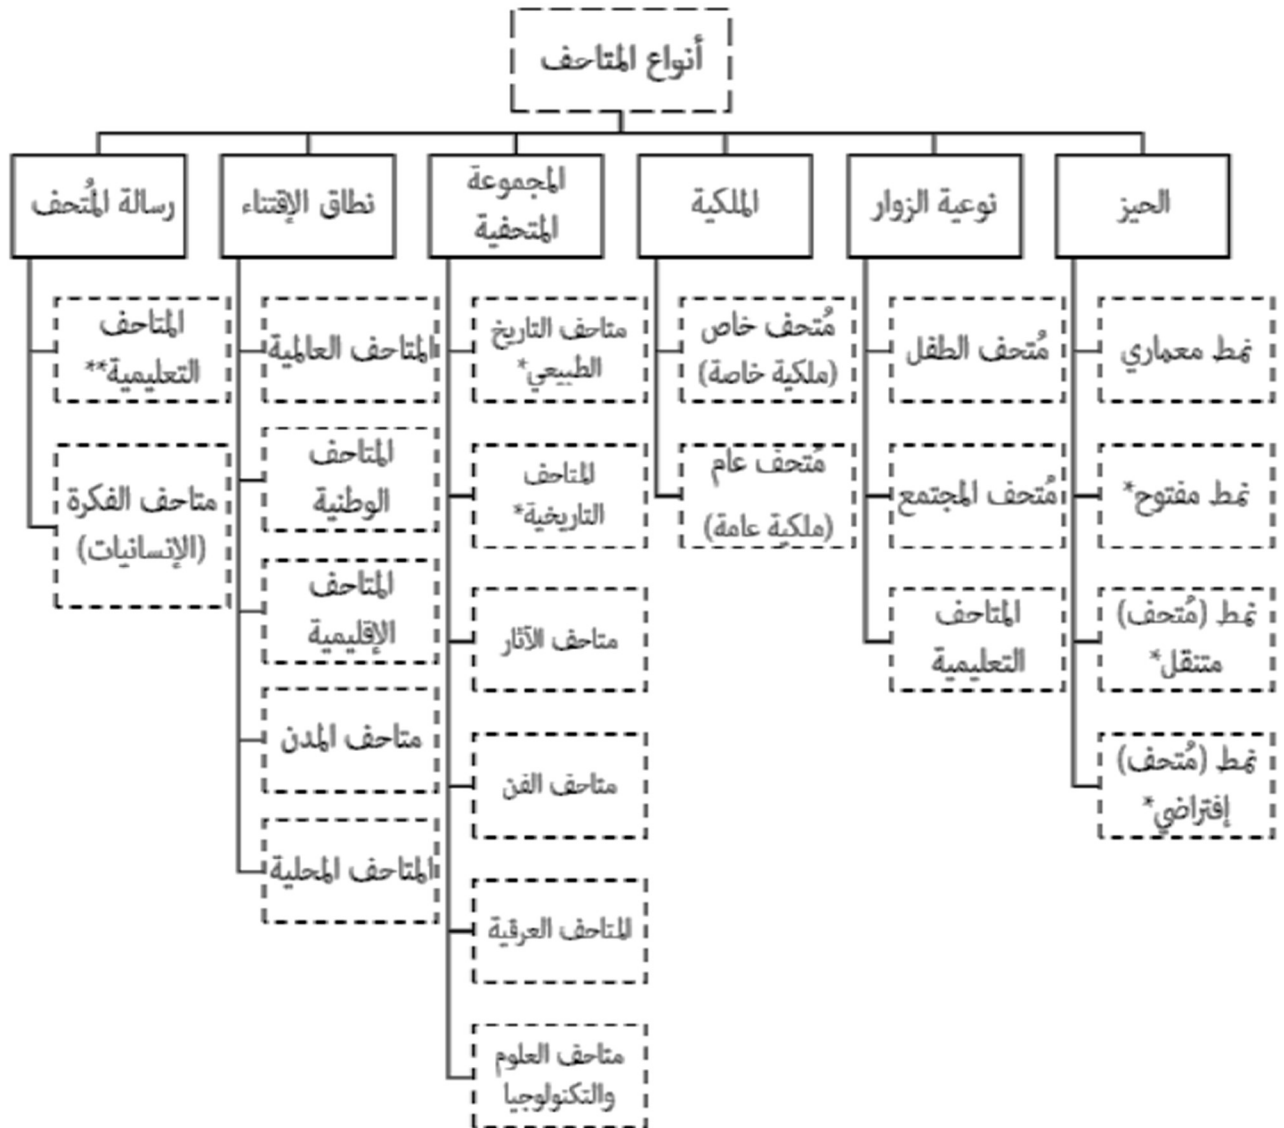 أنواع المتاحف
الحيز
نمط معماري
نمط مفتوح*
نمط (مُتحف)
متنقل*
نمط (مُتحف)
إفتراضي*
نوعية الزوار
مُتحف الطفل
مُتحف المجتمع
المتاحف
التعليمية
الملكية
مُتحف خاص
(ملكية خاصة)
مُتحف عام
(ملكية عامة)
المجموعة
المتحفية
متاحف التاريخ
الطبيعي*
المتاحف
التاريخية*
متاحف الآثار
متاحف الفن
المتاحف العرقية
متاحف العلوم
والتكنولوجيا
نطاق الإقتناء
المتاحف العالمية
المتاحف
الوطنية
المتاحف
الإقليمية
متاحف المدن
المتاحف المحلية
رسالة المُتحف
المتاحف
التعليمية**
متاحف الفكرة
(الإنسانيات)